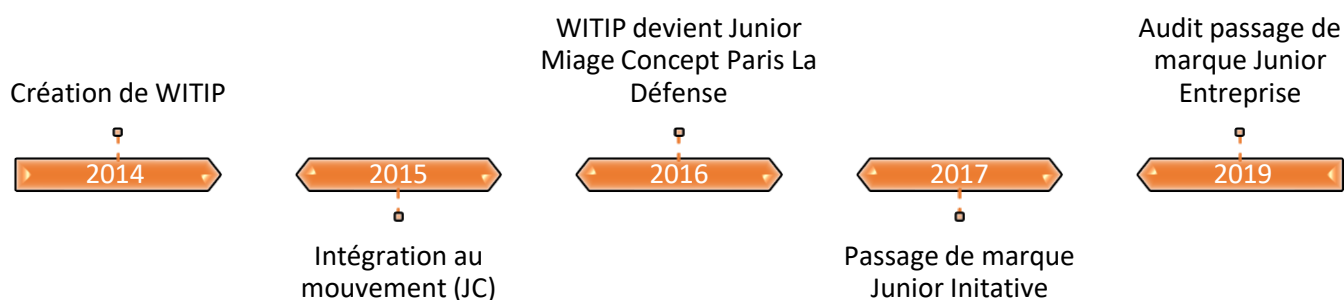 Création de WITIP
2014
2015
Intégration au
mouvement (JC)
WITIP devient Junior
Miage Concept Paris La
Défense
2016
2017
Passage de marque
Junior Initative
Audit passage de
marque Junior
Entreprise
2019